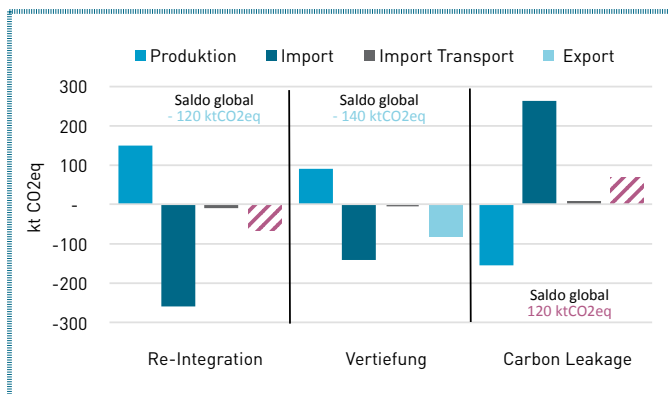 Produktion Import Import Transport Export
Saldo global
- 120 ktCO2eq
Saldo global
- 140 ktCO2eq
Saldo global
120 ktCO2eq
kt CO2eq
300
200
100
-
-100
-200
-300
Re-Integration Vertiefung Carbon Leakage